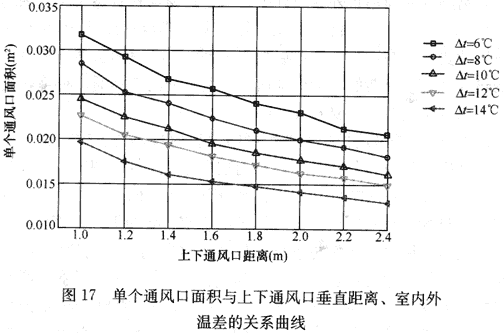 单个通风口面积(m²)
0.035
0.030
0.025
0.020
0.015
0.010
1.0 1.2 1.4 1.6 1.8 2.0 2.2 2.4
上下通风口距离(m)
Δt=6℃
Δt=8℃
Δt=10℃
Δt=12℃
Δt=14℃
图 17 单个通风口面积与上下通风口垂直距离、室内外
温差的关系曲线